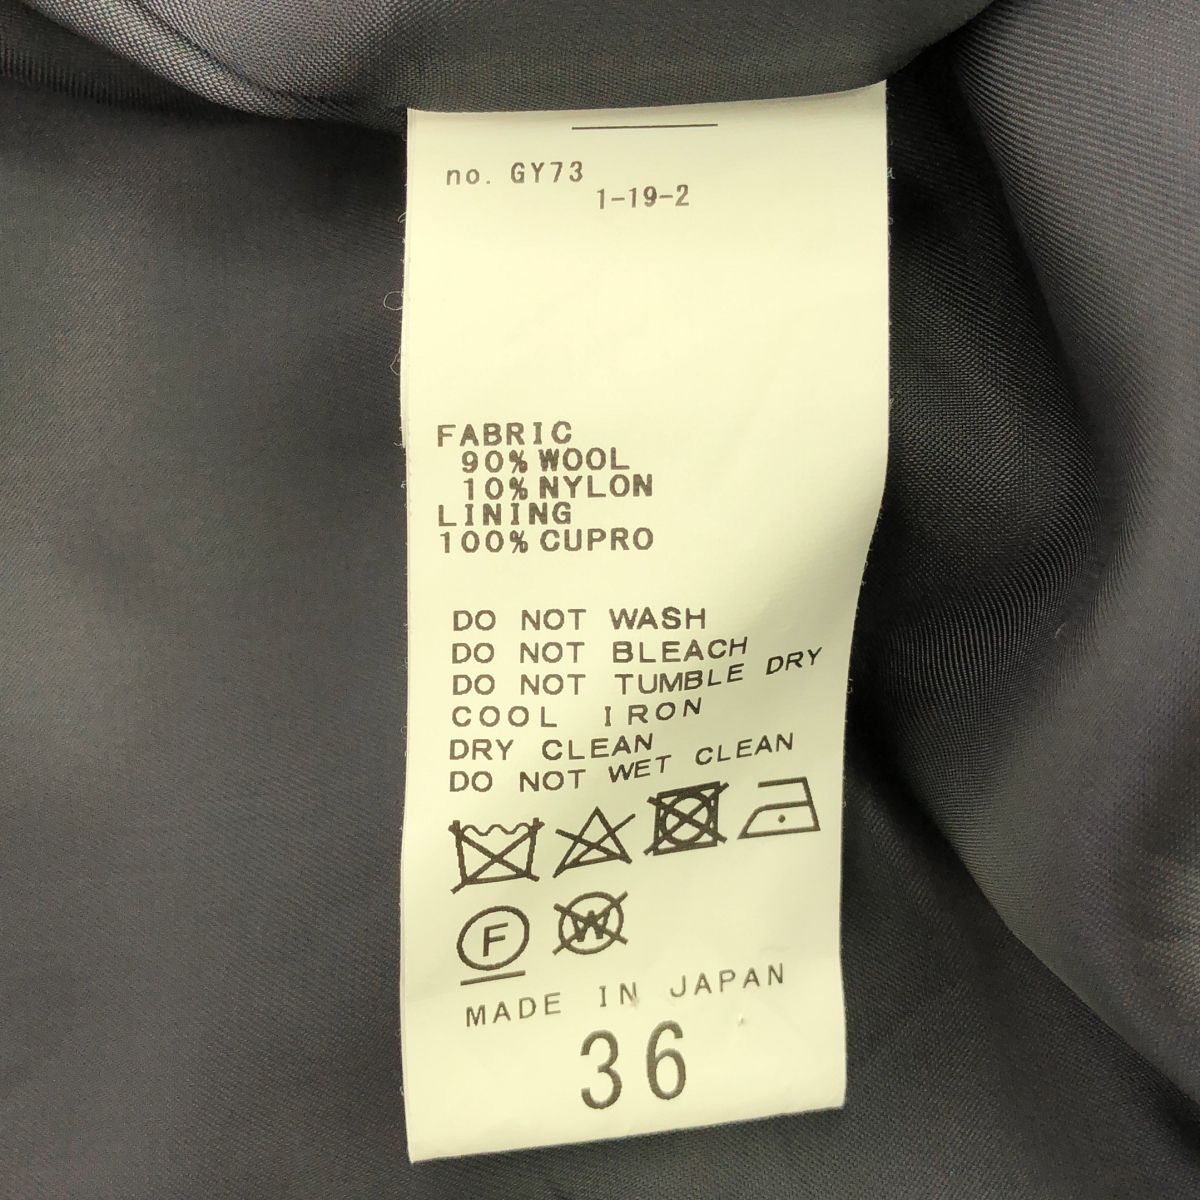 no. GY73
1-19-2
FABRIC
90% WOOL
10% NYLON
LINING
100% CUPRO
DO NOT WASH
DO NOT BLEACH
DO NOT TUMBLE DRY
COOL IRON
DRY CLEAN
DO NOT WET CLEAN
F W
MADE IN JAPAN
36